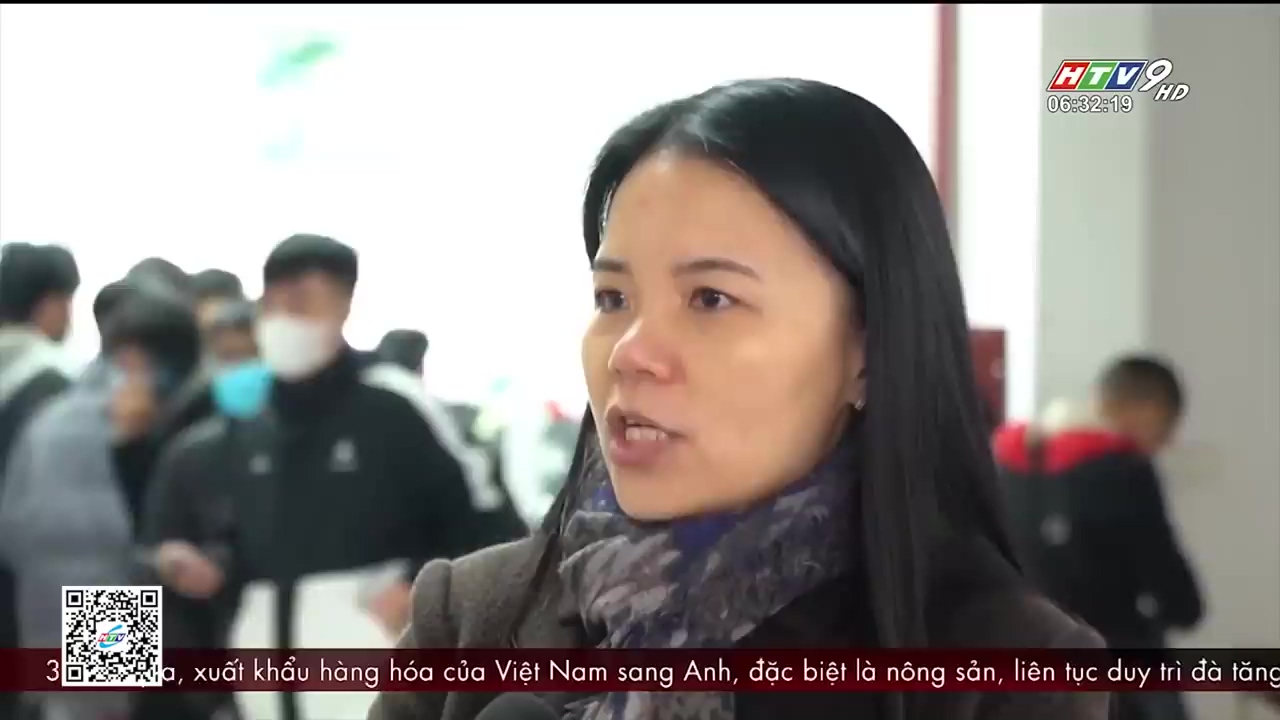 HTV9 HD
06:32:19
HTV
xuất khẩu hàng hóa của Việt Nam sang Anh, đặc biệt là nông sản, liên tục duy trì đà tăng